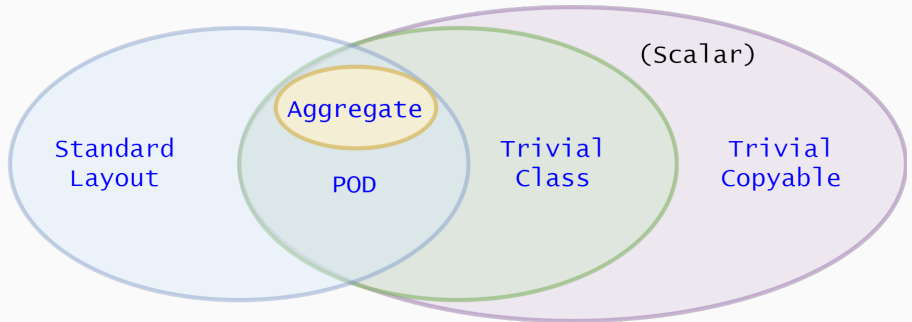 (Scalar)
Aggregate
Standard
Layout
POD
Trivial
Class
Trivial
Copyable